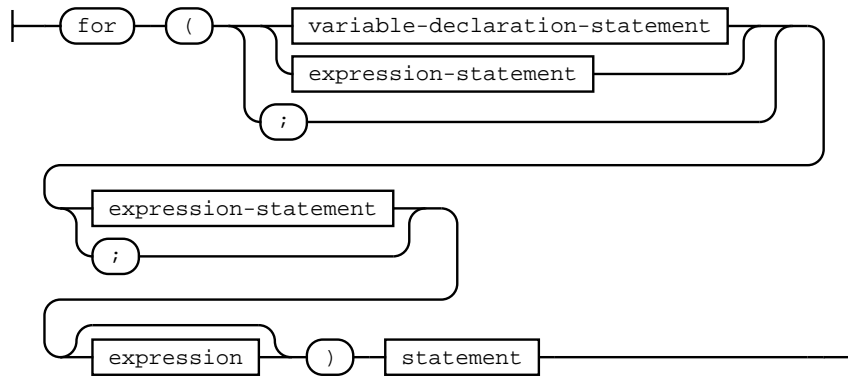 for ( variable-declaration-statement
expression-statement
;
expression-statement
;
expression ) statement